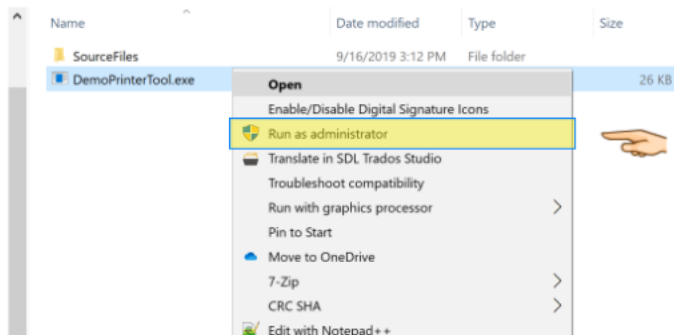 Name Date modified Type Size
SourceFiles 9/16/2019 3:12 PM File folder
DemoPrinterTool.exe 26 KB
Open
Enable/Disable Digital Signature Icons
Run as administrator
Translate in SDL Trados Studio
Troubleshoot compatibility
Run with graphics processor
Pin to Start
Move to OneDrive
7-Zip
CRC SHA
Edit with Notepad++